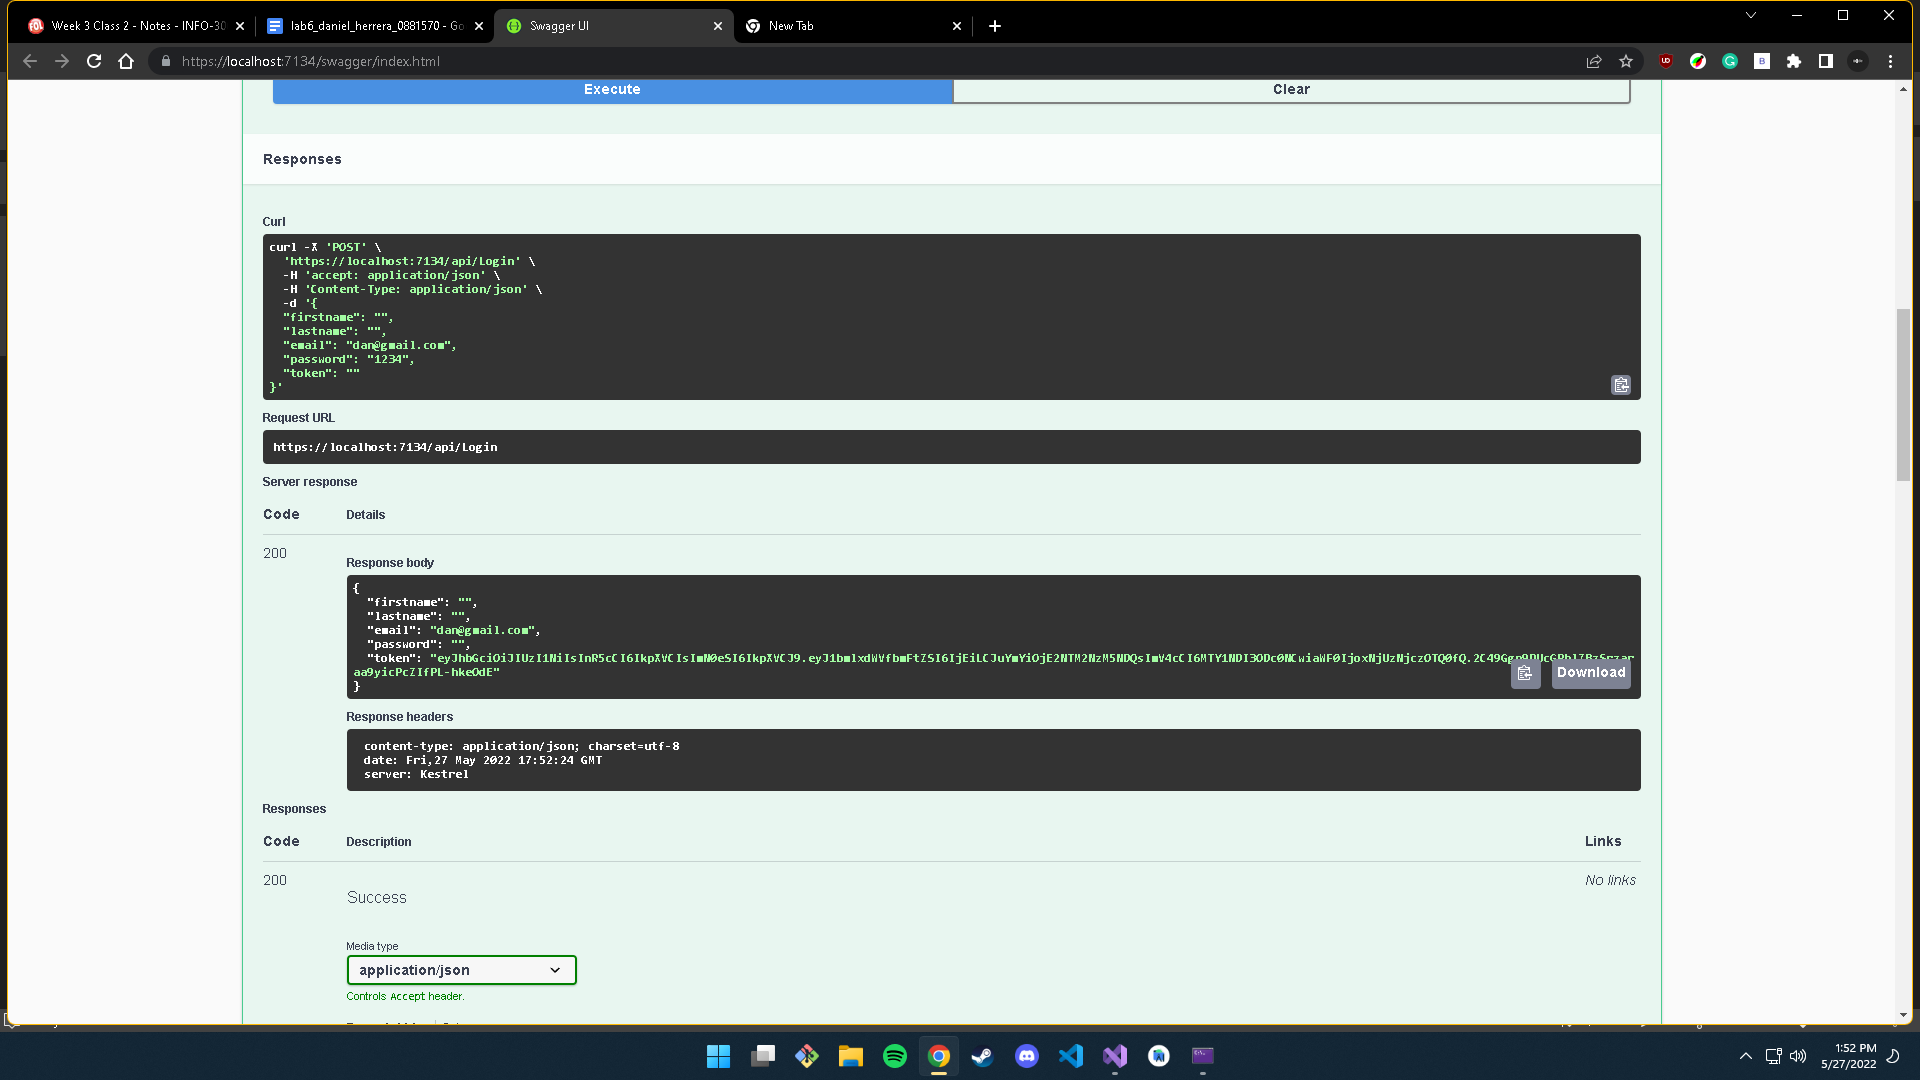 Week 3 Class 2 - Notes - INFO-30
lab6_daniel_herrera_0881570 - Go
Swagger UI
New Tab
https://localhost:7134/swagger/index.html
Execute
Clear
Responses
Curl
curl -X 'POST' \
'https://localhost:7134/api/Login' \
-H 'accept: application/json' \
-H 'Content-Type: application/json' \
-d '{
"firstname": "",
"lastname": "",
"email": "dan@gmail.com",
"password": "1234",
"token": ""
}'
Request URL
https://localhost:7134/api/Login
Server response
Code Details
200
Response body
{
"firstname": "",
"lastname": "",
"email": "dan@gmail.com",
"password": "",
"token":
aa9yicPcZIfPL-hkeOdE"
Download
}
Response headers
content-type: application/json; charset=utf-8
date: Fri,27 May 2022 17:52:24 GMT
server: Kestrel
Responses
Code Description Links
200 Success No links
Media type
application/json
Controls Accept header.
1:52 PM
5/27/2022